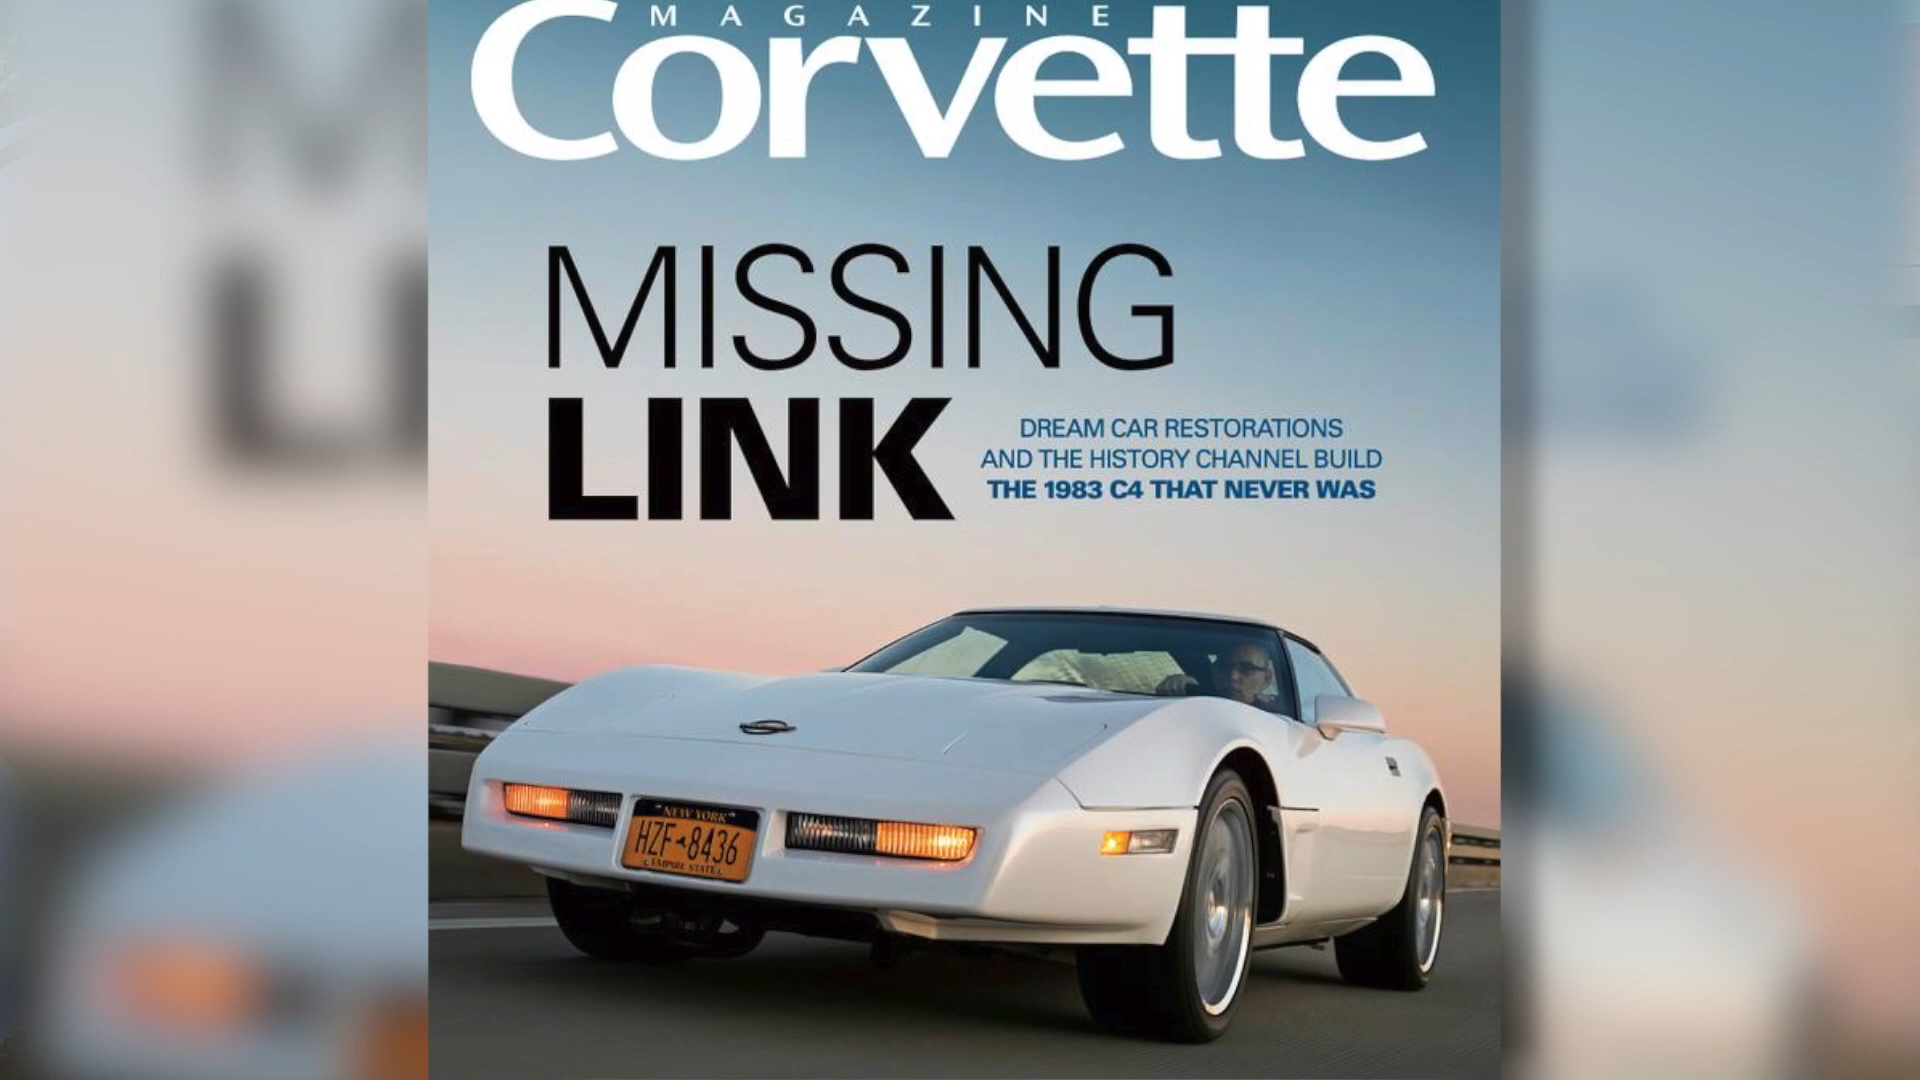 MAGAZINE
Corvette
MISSING
LINK
DREAM CAR RESTORATIONS
AND THE HISTORY CHANNEL BUILD
THE 1983 C4 THAT NEVER WAS
NEW YORK
HZF 8436
EMPIRE STATE